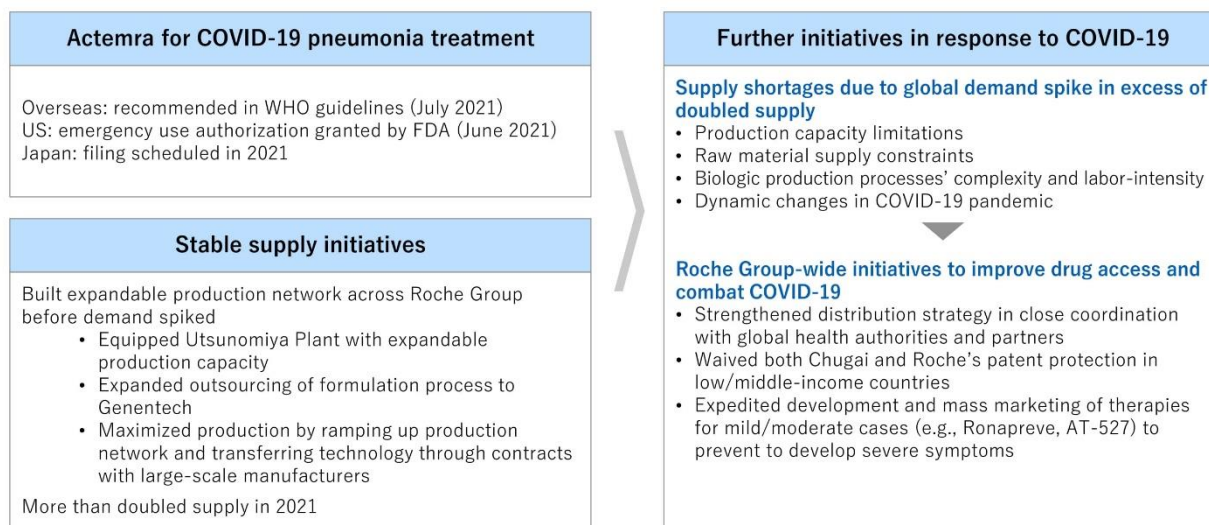 Actemra for COVID-19 pneumonia treatment
Overseas: recommended in WHO guidelines (July 2021)
US: emergency use authorization granted by FDA (June 2021)
Japan: filing scheduled in 2021
Stable supply initiatives
Built expandable production network across Roche Group
before demand spiked
• Equipped Utsunomiya Plant with expandable
production capacity
• Expanded outsourcing of formulation process to
Genentech
• Maximized production by ramping up production
network and transferring technology through contracts
with large-scale manufacturers
More than doubled supply in 2021
Further initiatives in response to COVID-19
Supply shortages due to global demand spike in excess of
doubled supply
• Production capacity limitations
• Raw material supply constraints
• Biologic production processes’ complexity and labor-intensity
• Dynamic changes in COVID-19 pandemic
Roche Group-wide initiatives to improve drug access and
combat COVID-19
• Strengthened distribution strategy in close coordination
with global health authorities and partners
• Waived both Chugai and Roche’s patent protection in
low/middle-income countries
• Expedited development and mass marketing of therapies
for mild/moderate cases (e.g., Ronapreve, AT-527) to
prevent to develop severe symptoms